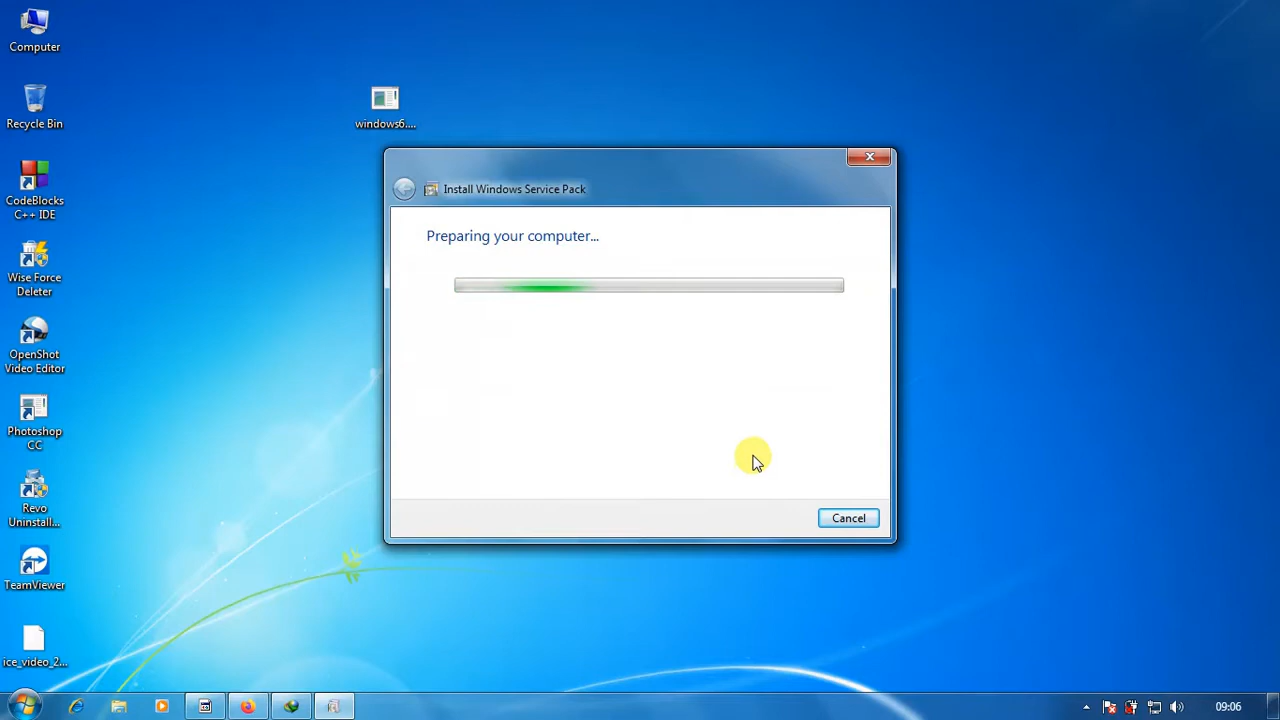 Computer
Recycle Bin
CodeBlocks
C++ IDE
Wise Force
Deleter
OpenShot
Video Editor
Photoshop
CC
Revo
Uninstall...
TeamViewer
ice_video_2...
windows6....
Install Windows Service Pack
Preparing your computer...
Cancel
09:06